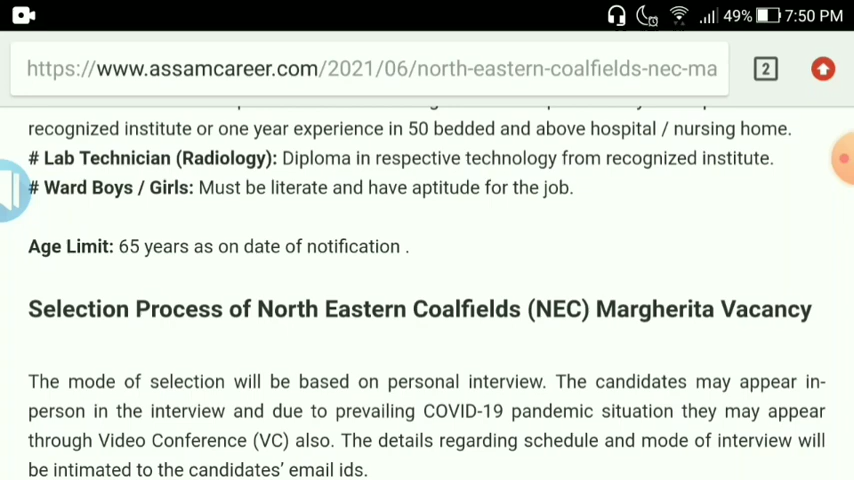 49% 7:50 PM
https://www.assamcareer.com/2021/06/north-eastern-coalfields-nec-ma
2
recognized institute or one year experience in 50 bedded and above hospital / nursing home.
# Lab Technician (Radiology): Diploma in respective technology from recognized institute.
# Ward Boys / Girls: Must be literate and have aptitude for the job.
Age Limit: 65 years as on date of notification .
Selection Process of North Eastern Coalfields (NEC) Margherita Vacancy
The mode of selection will be based on personal interview. The candidates may appear in-
person in the interview and due to prevailing COVID-19 pandemic situation they may appear
through Video Conference (VC) also. The details regarding schedule and mode of interview will
be intimated to the candidates’ email ids.